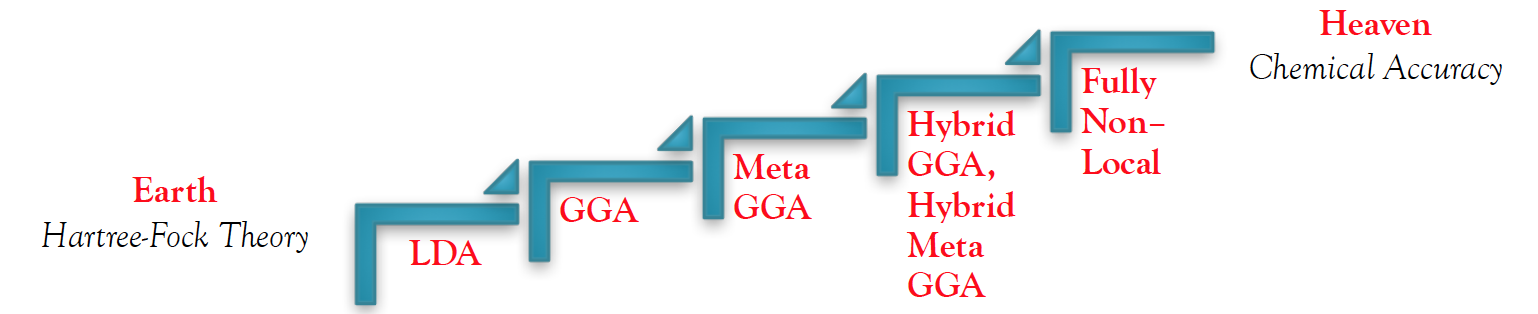 Earth
Hartree-Fock Theory
LDA
GGA
Meta
GGA
Hybrid
GGA,
Hybrid
Meta
GGA
Fully
Non-
Local
Heaven
Chemical Accuracy